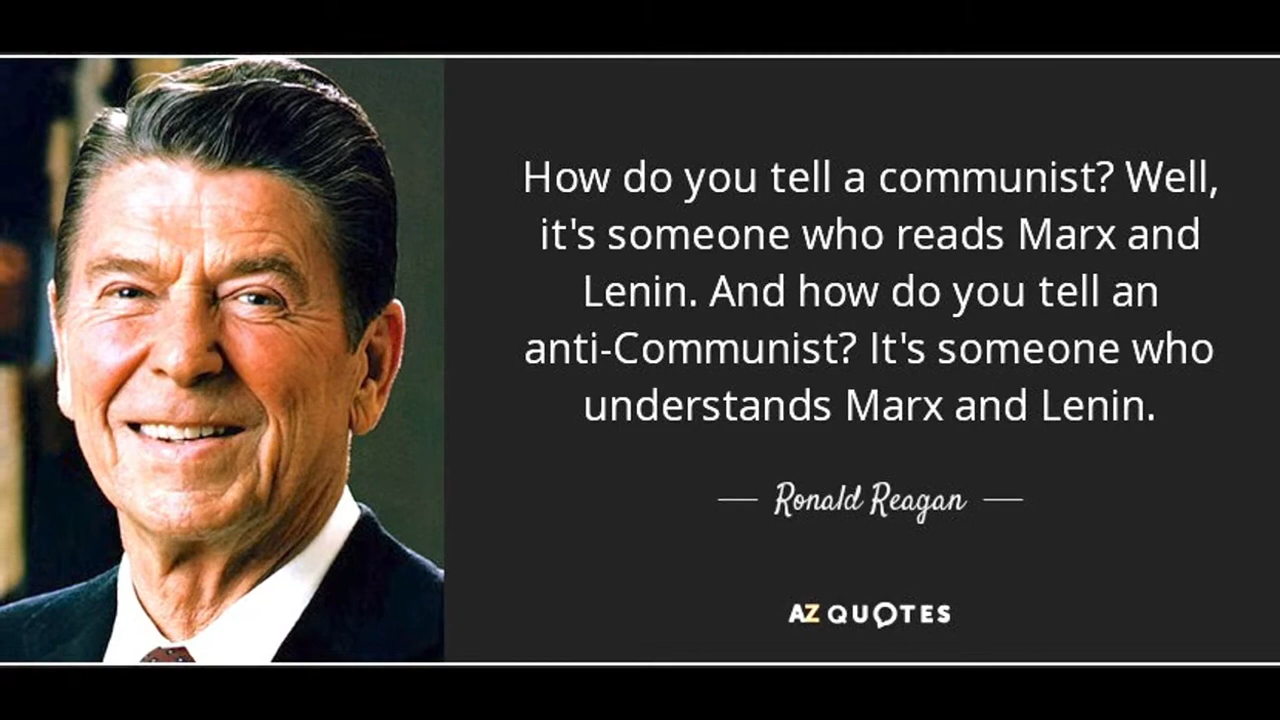 How do you tell a communist? Well,
it's someone who reads Marx and
Lenin. And how do you tell an
anti-Communist? It's someone who
understands Marx and Lenin.
Ronald Reagan
AZ QUOTES